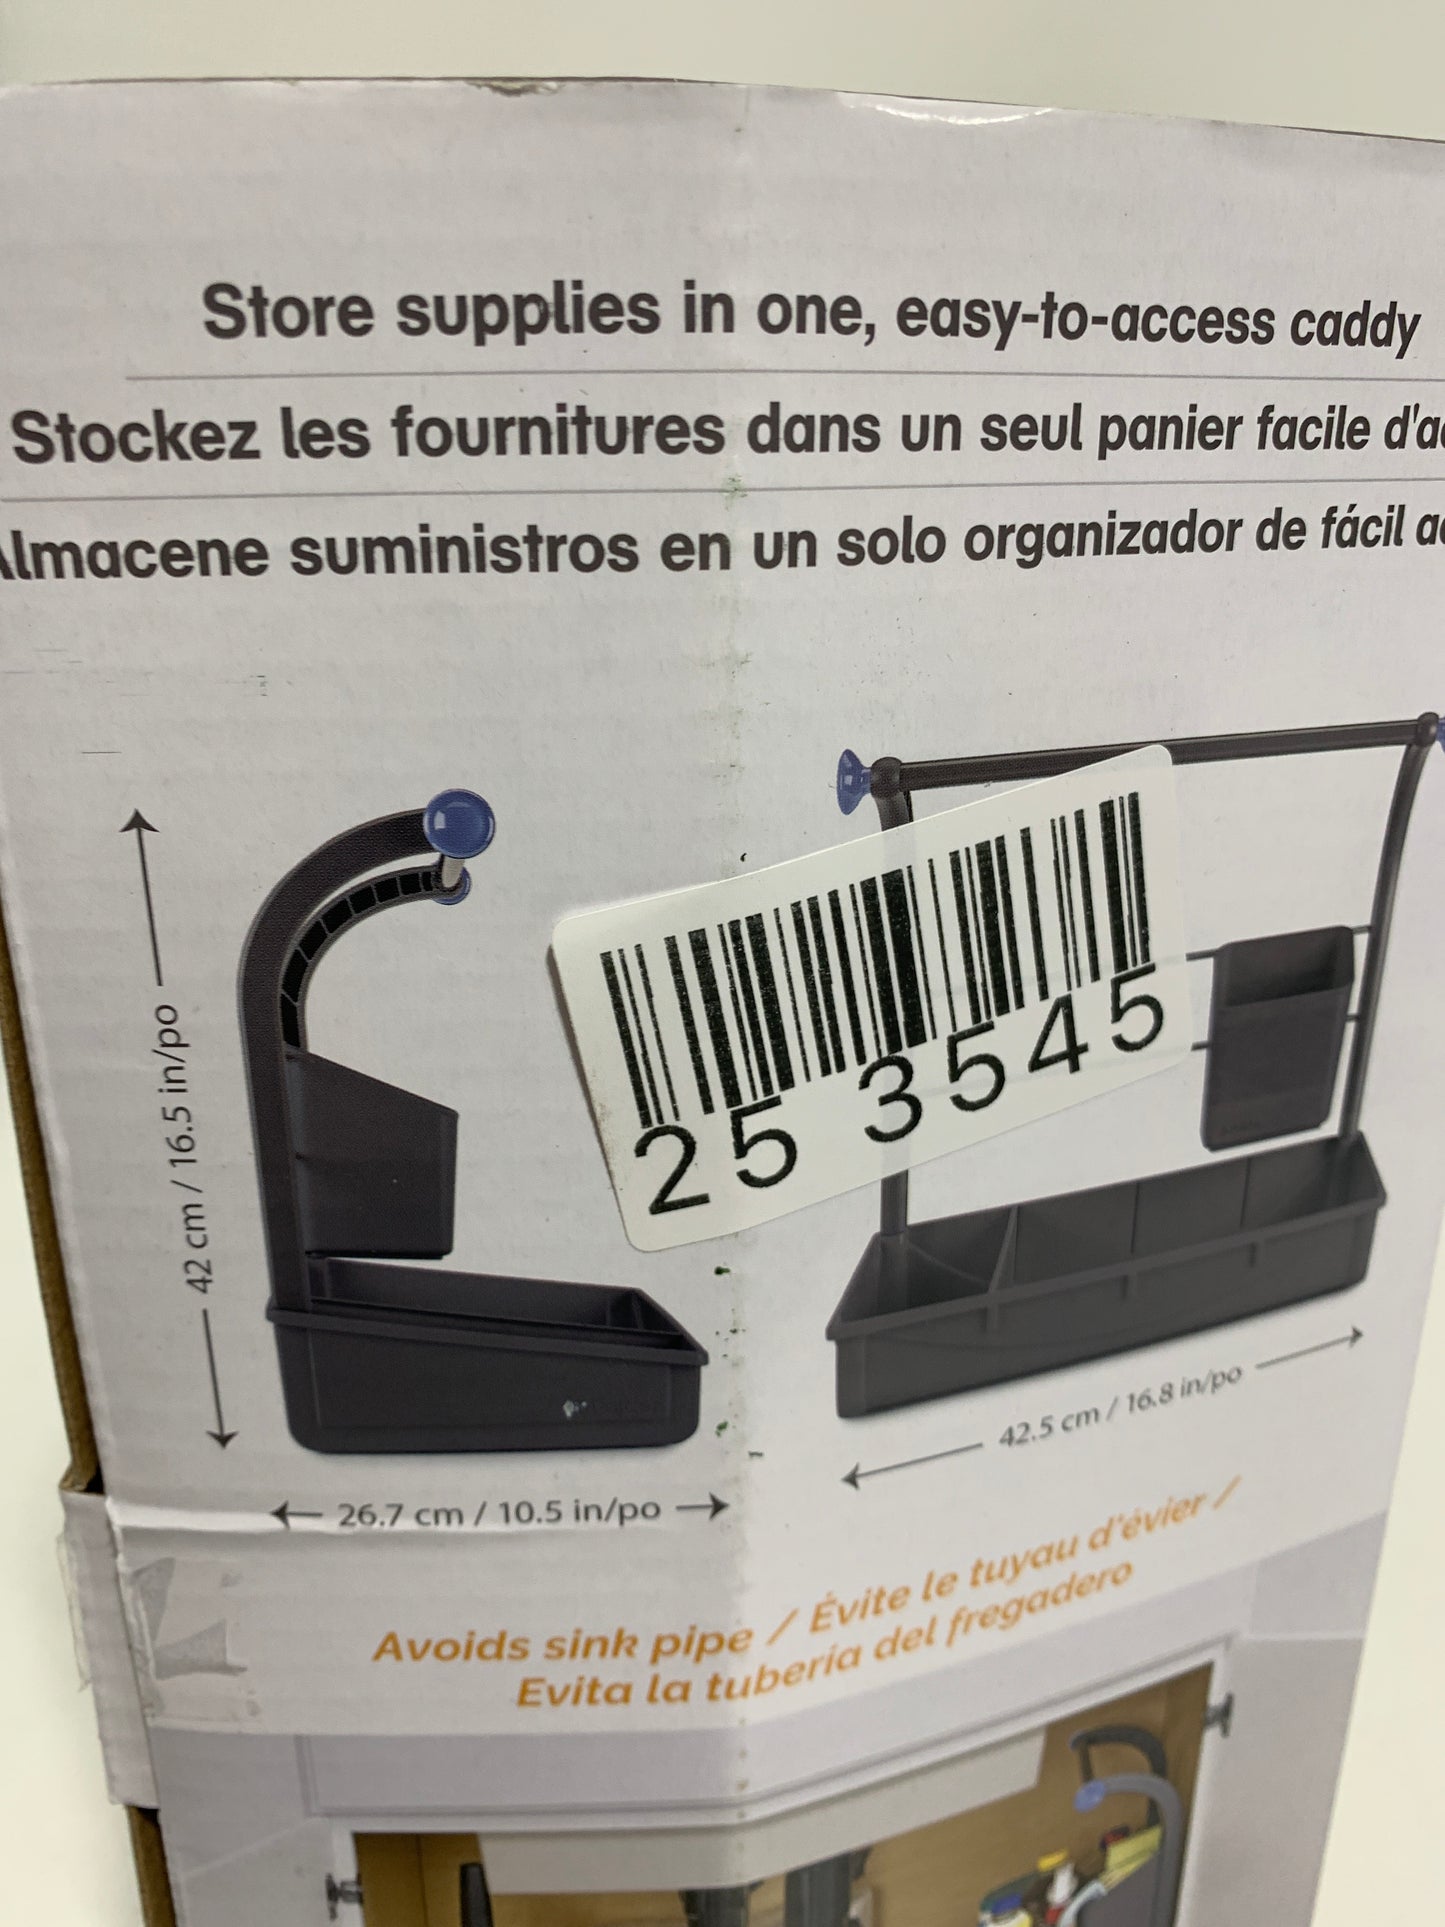 Store supplies in one, easy-to-access caddy
Stockez les fournitures dans un seul panier facile
Almacene suministros en un solo organizador de fácil
42 cm / 16.5 in/po
25 3545
42.5 cm / 16.8 in/po
26.7 cm / 10.5 in/po
Avoids sink pipe / Évite le tuyau d'évier /
Evita la tuberia del fregadero